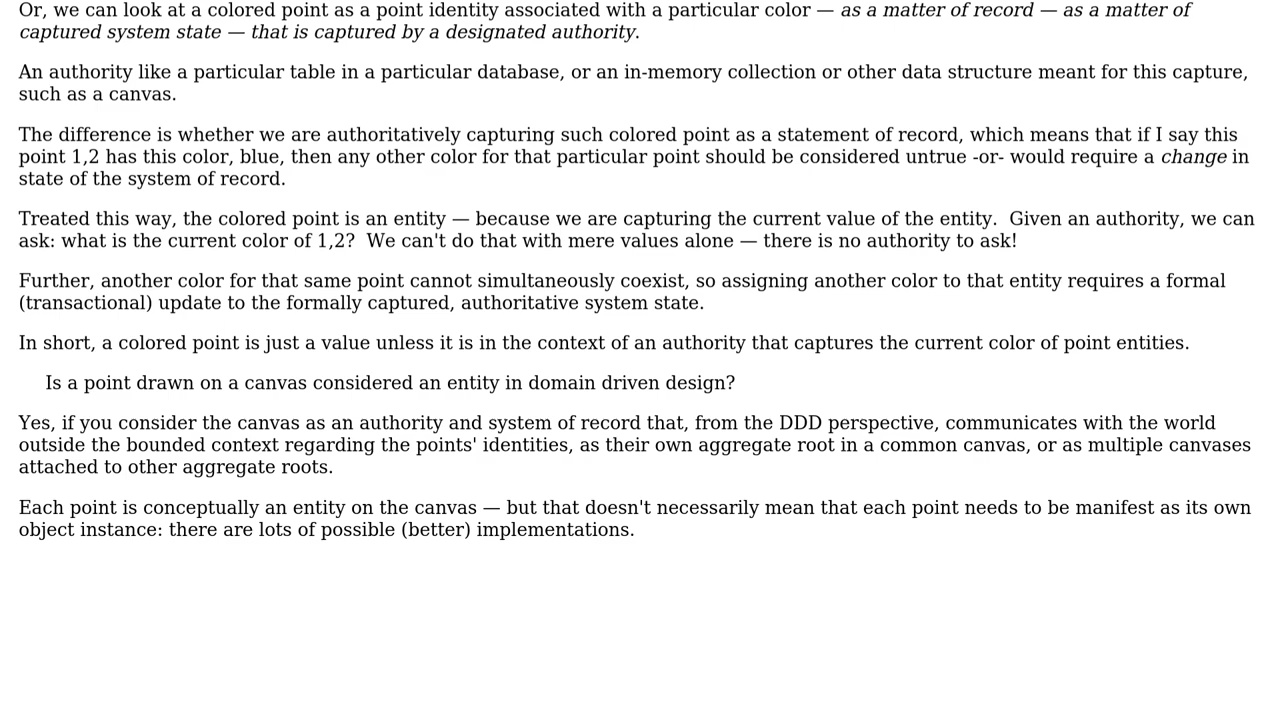 Or, we can look at a colored point as a point identity associated with a particular color — as a matter of record — as a matter of
captured system state — that is captured by a designated authority.
An authority like a particular table in a particular database, or an in-memory collection or other data structure meant for this capture,
such as a canvas.
The difference is whether we are authoritatively capturing such colored point as a statement of record, which means that if I say this
point 1,2 has this color, blue, then any other color for that particular point should be considered untrue -or- would require a change in
state of the system of record.
Treated this way, the colored point is an entity — because we are capturing the current value of the entity.  Given an authority, we can
ask: what is the current color of 1,2?  We can't do that with mere values alone — there is no authority to ask!
Further, another color for that same point cannot simultaneously coexist, so assigning another color to that entity requires a formal
(transactional) update to the formally captured, authoritative system state.
In short, a colored point is just a value unless it is in the context of an authority that captures the current color of point entities.
Is a point drawn on a canvas considered an entity in domain driven design?
Yes, if you consider the canvas as an authority and system of record that, from the DDD perspective, communicates with the world
outside the bounded context regarding the points' identities, as their own aggregate root in a common canvas, or as multiple canvases
attached to other aggregate roots.
Each point is conceptually an entity on the canvas — but that doesn't necessarily mean that each point needs to be manifest as its own
object instance: there are lots of possible (better) implementations.